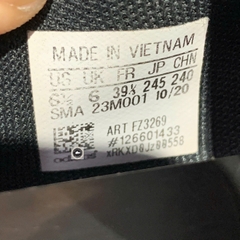 MADE IN VIETNAM
US UK FR JP CHN
6½ 6 39⅓ 245 240
SMA 23M001 10/20
ART FZ3269
#126601433